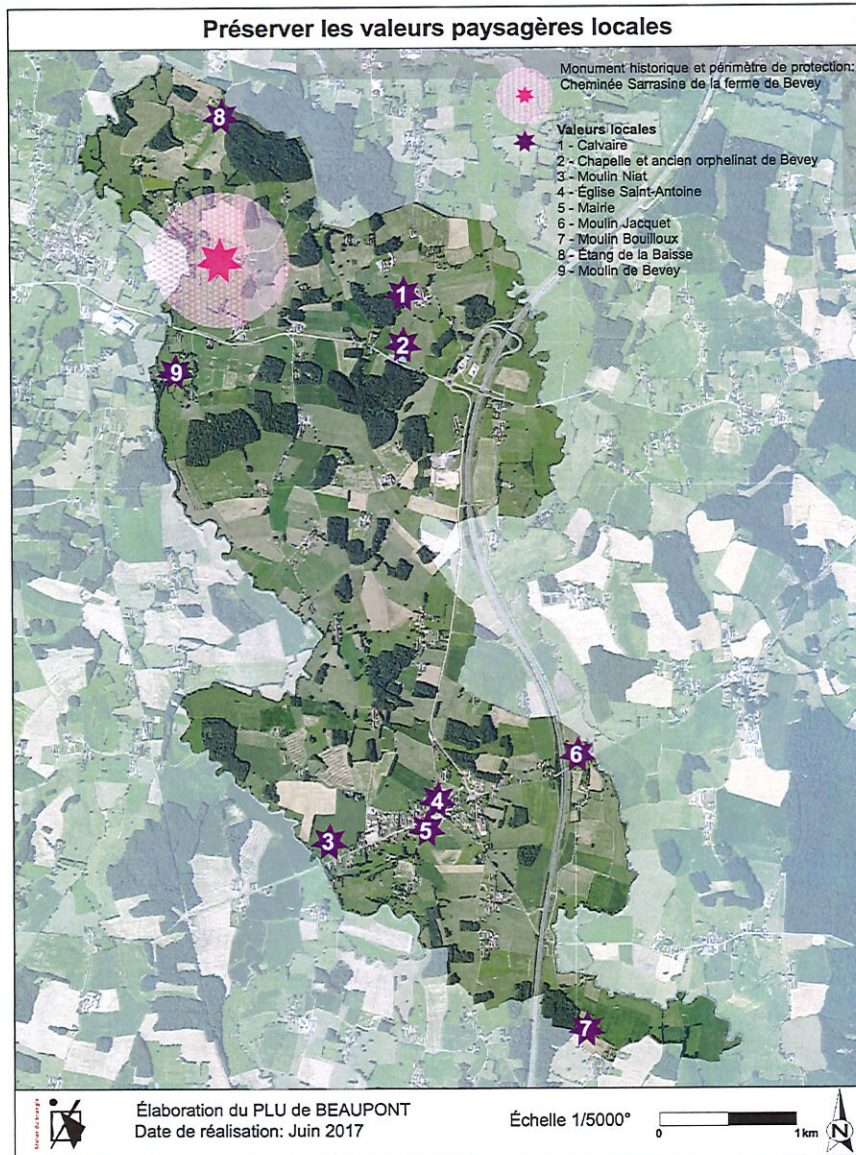 Préserver les valeurs paysagères locales
Monument historique et périmètre de protection:
Cheminée Sarrasine de la ferme de Bevey
Valeurs locales
1 - Calvaire
2 - Chapelle et ancien orphelinat de Bevey
3 - Moulin Niat
4 - Église Saint-Antoine
5 - Mairie
6 - Moulin Jacquet
7 - Moulin Bouilloux
8 - Étang de la Baisse
9 - Moulin de Bevey
8
1
2
9
6
4
5
3
7
Élaboration du PLU de BEAUPONT
Date de réalisation: Juin 2017
Échelle 1/5000°
0
1km
N